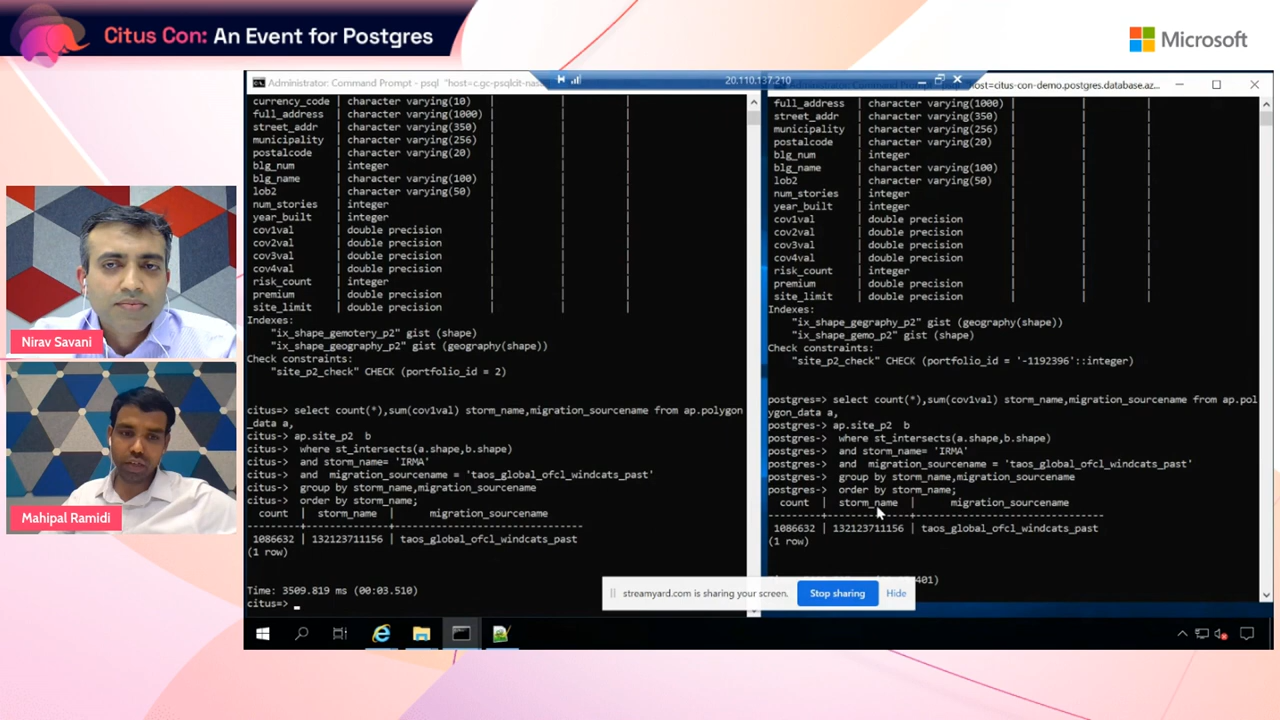 Citus Con: An Event for Postgres
Microsoft
Administrator: Command Prompt - psql "host=c.gc-psqlcit-nas
20.110.137.210
host=citus-con-demo.postgres.database.az...
currency_code | character varying(10) | | |
full_address | character varying(1000) | | |
street_addr | character varying(350) | | |
municipality | character varying(256) | | |
postalcode | character varying(20) | | |
blg_num | integer | | |
blg_name | character varying(100) | | |
lob2 | character varying(50) | | |
num_stories | integer | | |
year_built | integer | | |
cov1val | double precision | | |
cov2val | double precision | | |
cov3val | double precision | | |
cov4val | double precision | | |
risk_count | integer | | |
premium | double precision | | |
site_limit | double precision | | |
Indexes:
"ix_shape_gemotery_p2" gist (shape)
"ix_shape_geography_p2" gist (geography(shape))
Check constraints:
"site_p2_check" CHECK (portfolio_id = 2)
citus=> select count(*),sum(cov1val) storm_name,migration_sourcename from ap.polygon
_data a,
citus-> ap.site_p2 b
citus-> where st_intersects(a.shape,b.shape)
citus-> and storm_name= 'IRMA'
citus-> and migration_sourcename = 'taos_global_ofcl_windcats_past'
citus-> group by storm_name,migration_sourcename
citus-> order by storm_name;
count | storm_name | migration_sourcename
---------+--------------+--------------------------------
1086632 | 132123711156 | taos_global_ofcl_windcats_past
(1 row)
Time: 3509.819 ms (00:03.510)
citus=>
full_address | character varying(1000) | | |
street_addr | character varying(350) | | |
municipality | character varying(256) | | |
postalcode | character varying(20) | | |
blg_num | integer | | |
blg_name | character varying(100) | | |
lob2 | character varying(50) | | |
num_stories | integer | | |
year_built | integer | | |
cov1val | double precision | | |
cov2val | double precision | | |
cov3val | double precision | | |
cov4val | double precision | | |
risk_count | integer | | |
premium | double precision | | |
site_limit | double precision | | |
Indexes:
"ix_shape_gegraphy_p2" gist (geography(shape))
"ix_shape_gemo_p2" gist (shape)
Check constraints:
"site_p2_check" CHECK (portfolio_id = '-1192396'::integer)
postgres=> select count(*),sum(cov1val) storm_name,migration_sourcename from ap.pol
ygon_data a,
postgres-> ap.site_p2 b
postgres-> where st_intersects(a.shape,b.shape)
postgres-> and storm_name= 'IRMA'
postgres-> and migration_sourcename = 'taos_global_ofcl_windcats_past'
postgres-> group by storm_name,migration_sourcename
postgres-> order by storm_name;
count | storm_name | migration_sourcename
---------+--------------+--------------------------------
1086632 | 132123711156 | taos_global_ofcl_windcats_past
(1 row)
401)
streamyard.com is sharing your screen.
Stop sharing
Hide
Nirav Savani
Mahipal Ramidi